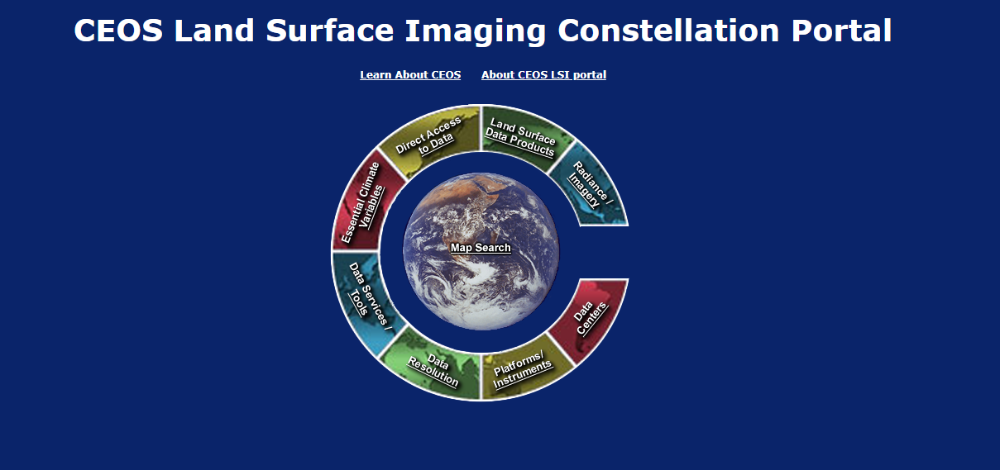 CEOS Land Surface Imaging Constellation Portal
Learn About CEOS
About CEOS LSI portal
Direct Access
to Data
Land Surface
Data Products
Radiance /
Imagery
Essential Climate
Variables
Map Search
Data Services /
Tools
Data
Centers
Data
Resolution
Platforms/
Instruments